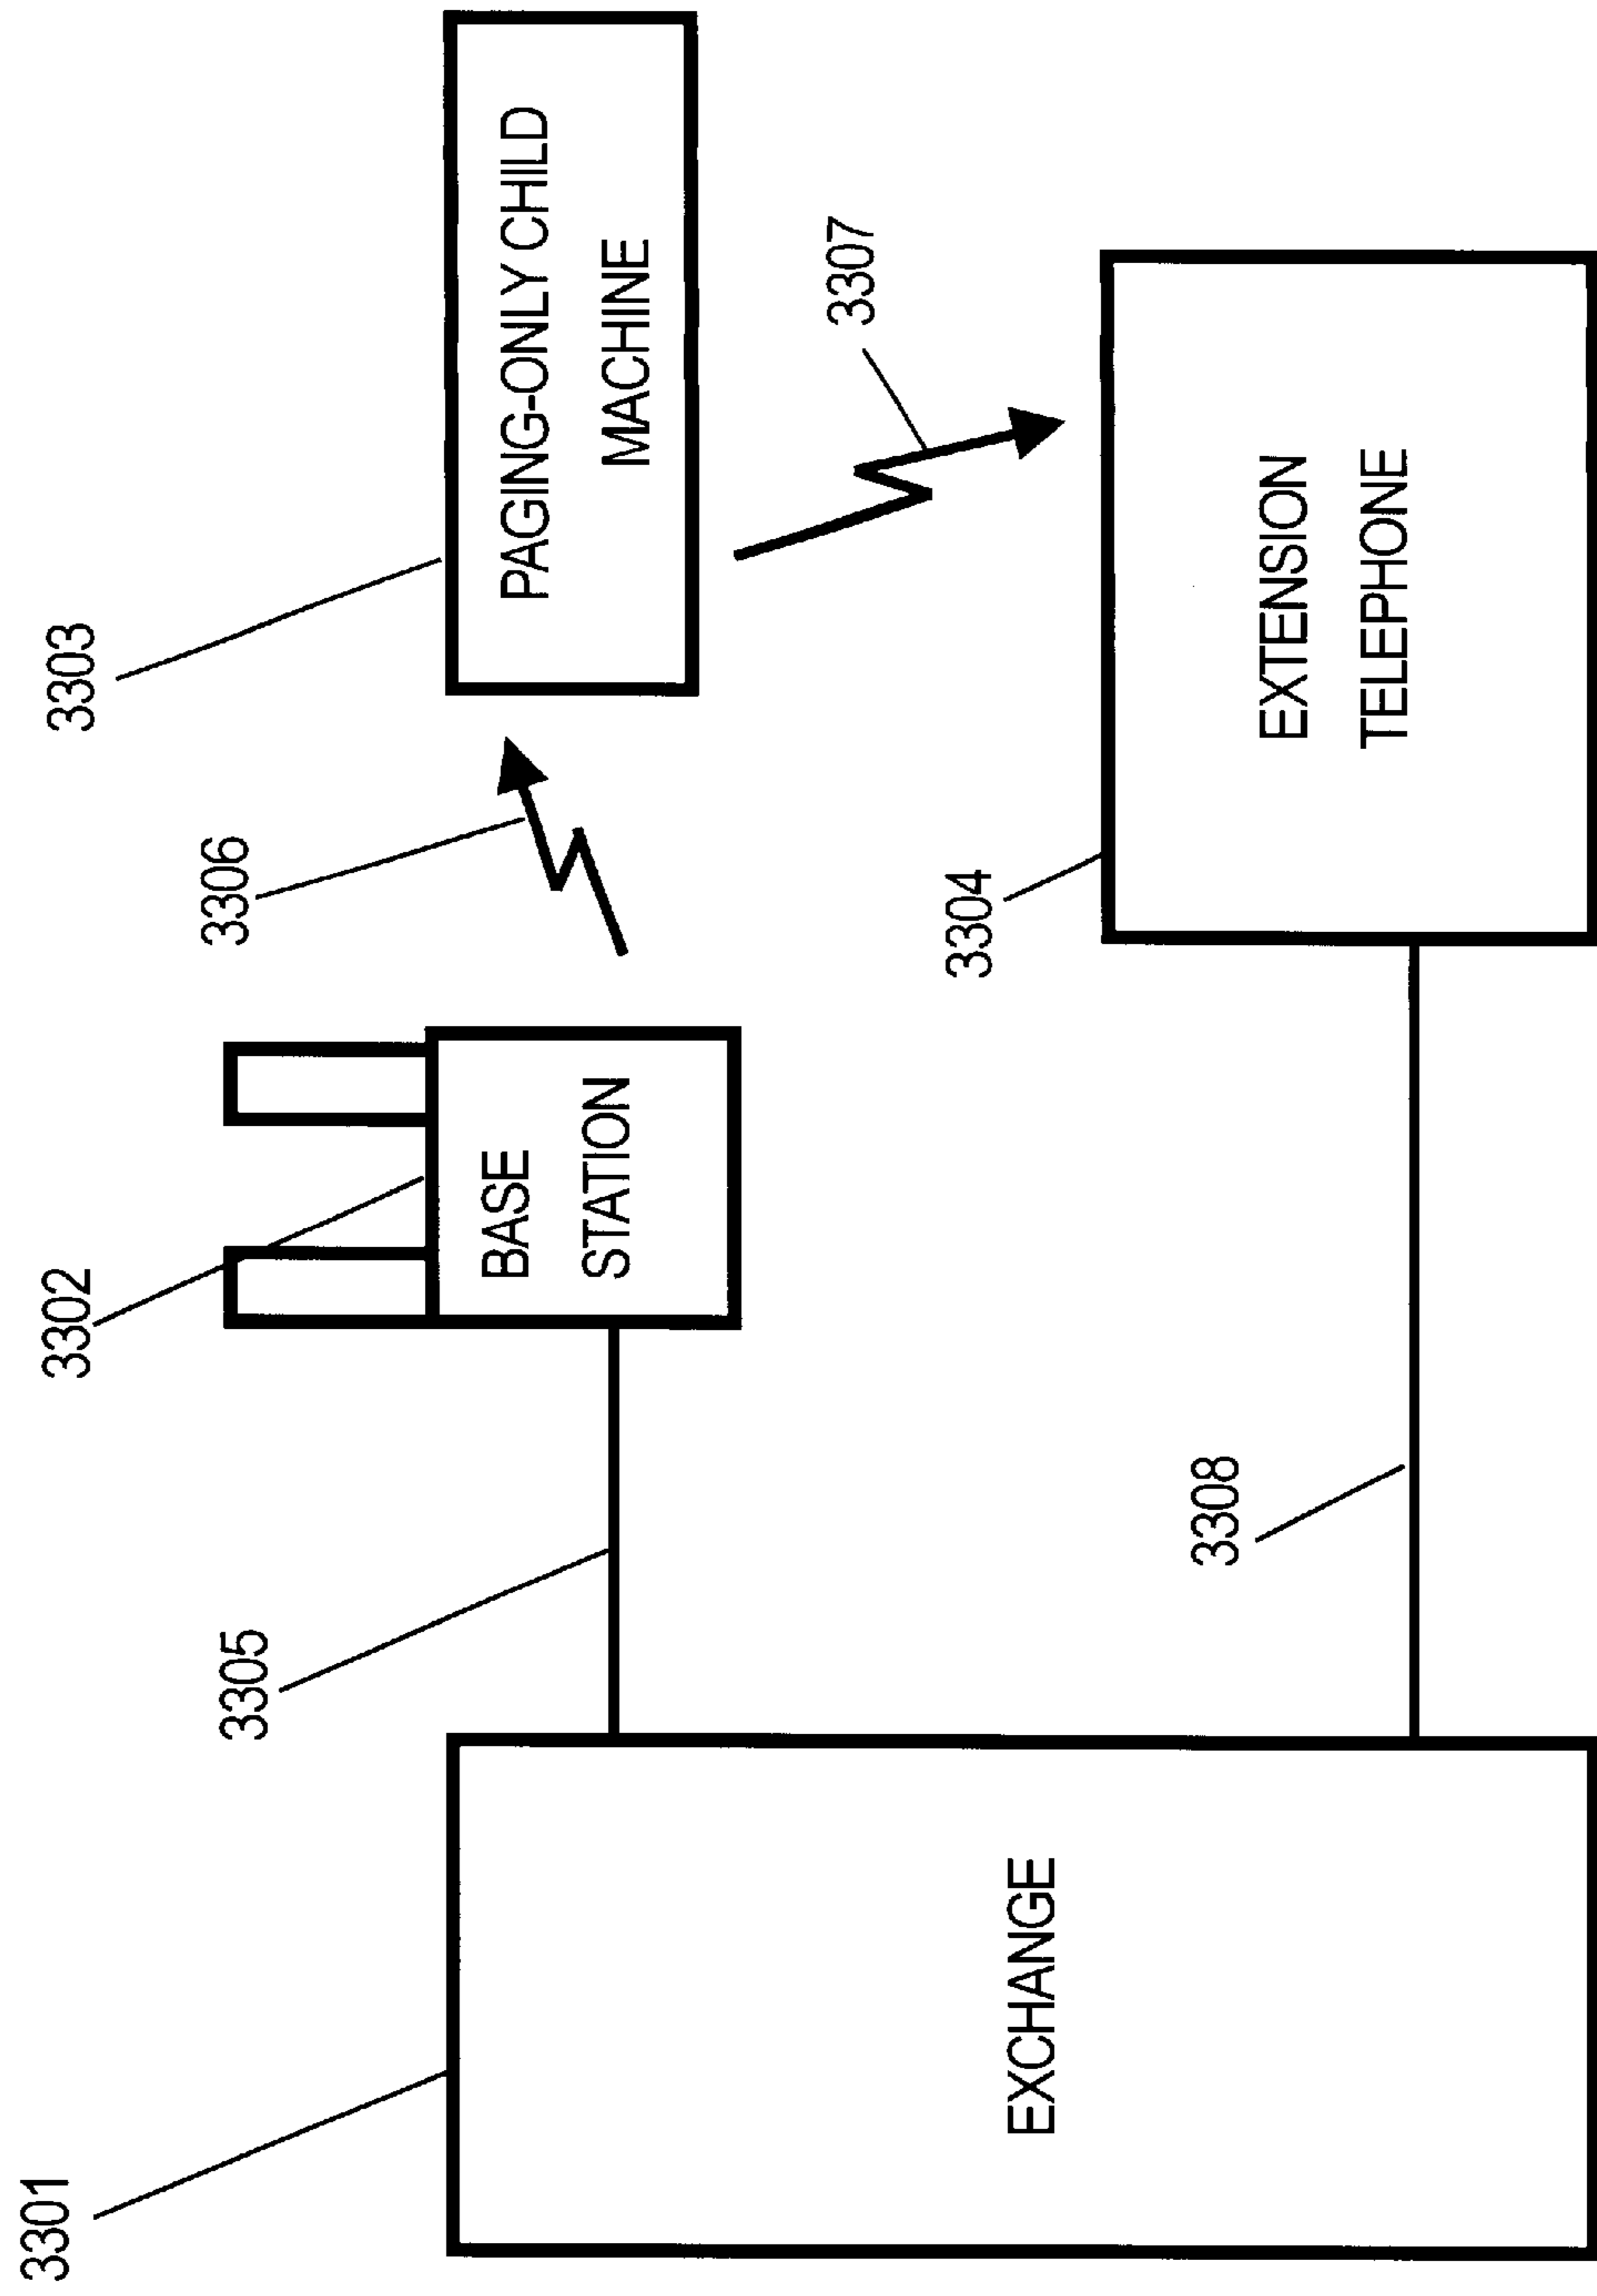 3301
EXCHANGE
3305
3302
BASE
STATION
3306
3303
PAGING-ONLY CHILD
MACHINE
3307
3308
3304
EXTENSION
TELEPHONE